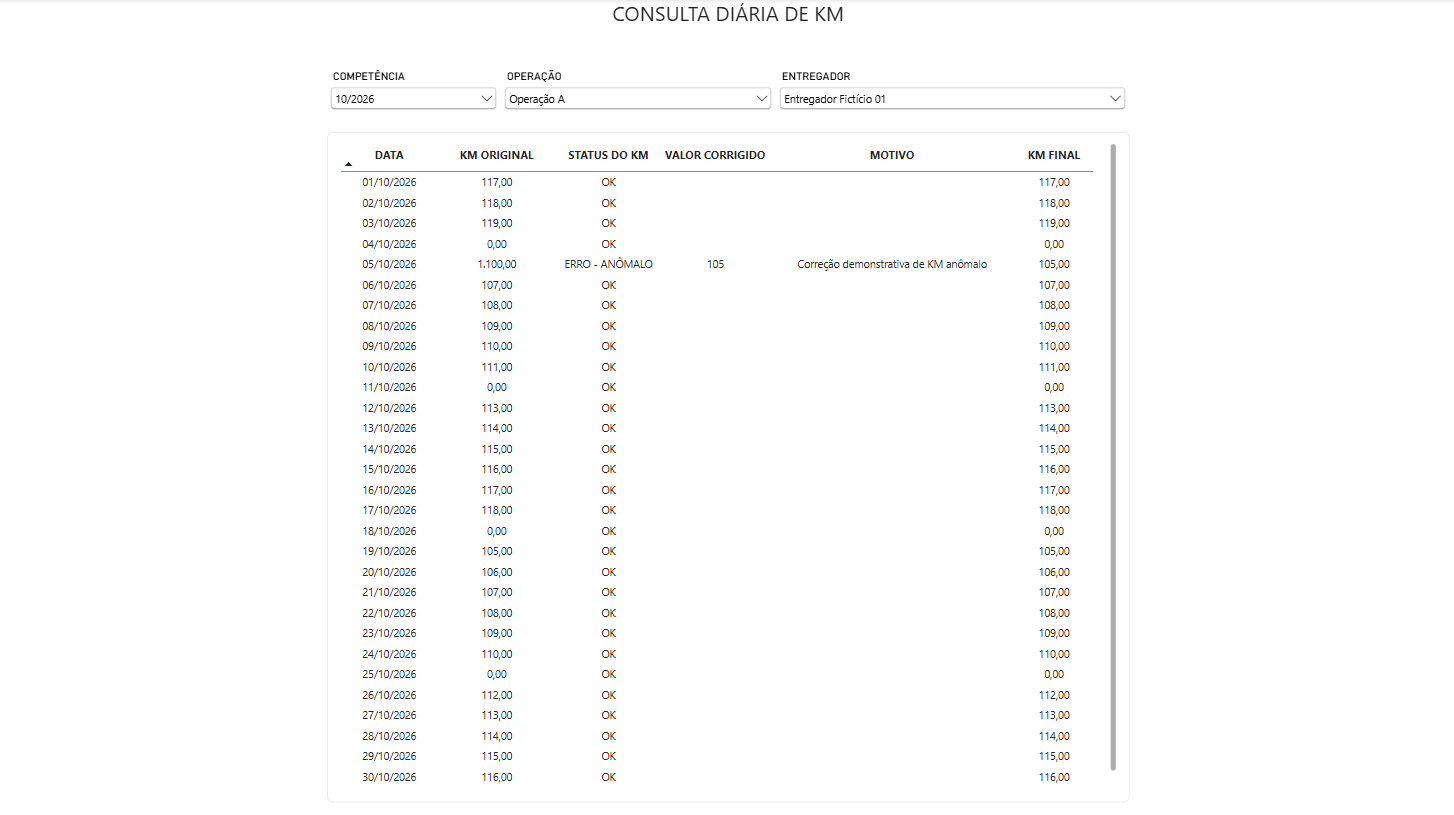 CONSULTA DIÁRIA DE KM
COMPETÊNCIA OPERAÇÃO ENTREGADOR
10/2026 Operação A Entregador Fictício 01
DATA KM ORIGINAL STATUS DO KM VALOR CORRIGIDO MOTIVO KM FINAL
01/10/2026 117,00 OK 117,00
02/10/2026 118,00 OK 118,00
03/10/2026 119,00 OK 119,00
04/10/2026 0,00 OK 0,00
05/10/2026 1.100,00 ERRO - ANÔMALO 105 Correção demonstrativa de KM anômalo 105,00
06/10/2026 107,00 OK 107,00
07/10/2026 108,00 OK 108,00
08/10/2026 109,00 OK 109,00
09/10/2026 110,00 OK 110,00
10/10/2026 111,00 OK 111,00
11/10/2026 0,00 OK 0,00
12/10/2026 113,00 OK 113,00
13/10/2026 114,00 OK 114,00
14/10/2026 115,00 OK 115,00
15/10/2026 116,00 OK 116,00
16/10/2026 117,00 OK 117,00
17/10/2026 118,00 OK 118,00
18/10/2026 0,00 OK 0,00
19/10/2026 105,00 OK 105,00
20/10/2026 106,00 OK 106,00
21/10/2026 107,00 OK 107,00
22/10/2026 108,00 OK 108,00
23/10/2026 109,00 OK 109,00
24/10/2026 110,00 OK 110,00
25/10/2026 0,00 OK 0,00
26/10/2026 112,00 OK 112,00
27/10/2026 113,00 OK 113,00
28/10/2026 114,00 OK 114,00
29/10/2026 115,00 OK 115,00
30/10/2026 116,00 OK 116,00